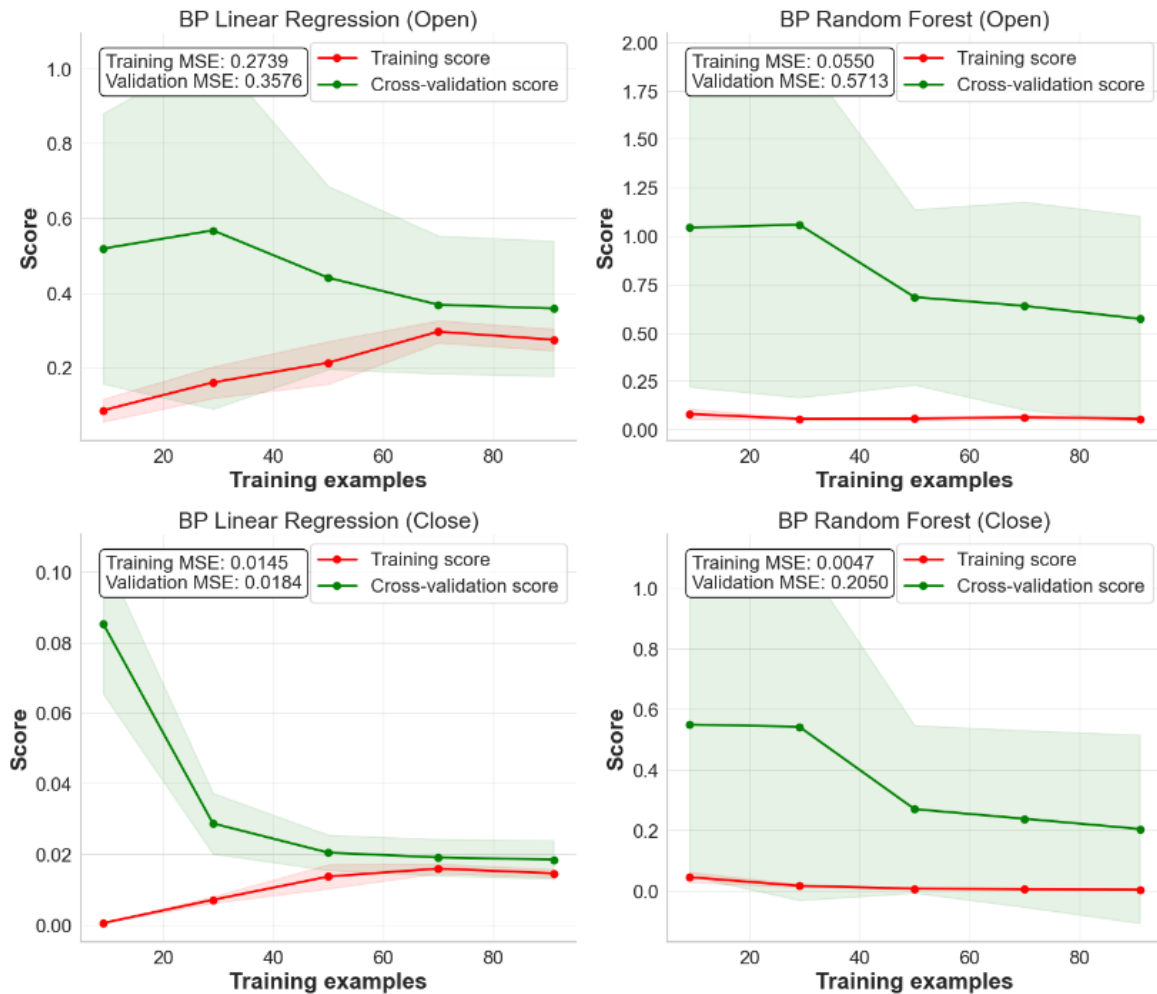 BP Linear Regression (Open)
Training MSE: 0.2739
Validation MSE: 0.3576
Training score
Cross-validation score
1.0
0.8
0.6
0.4
0.2
Score
20
40
60
80
Training examples
BP Random Forest (Open)
Training MSE: 0.0550
Validation MSE: 0.5713
Training score
Cross-validation score
2.00
1.75
1.50
1.25
1.00
0.75
0.50
0.25
0.00
Score
20
40
60
80
Training examples
BP Linear Regression (Close)
Training MSE: 0.0145
Validation MSE: 0.0184
Training score
Cross-validation score
0.10
0.08
0.06
0.04
0.02
0.00
Score
20
40
60
80
Training examples
BP Random Forest (Close)
Training MSE: 0.0047
Validation MSE: 0.2050
Training score
Cross-validation score
1.0
0.8
0.6
0.4
0.2
0.0
Score
20
40
60
80
Training examples